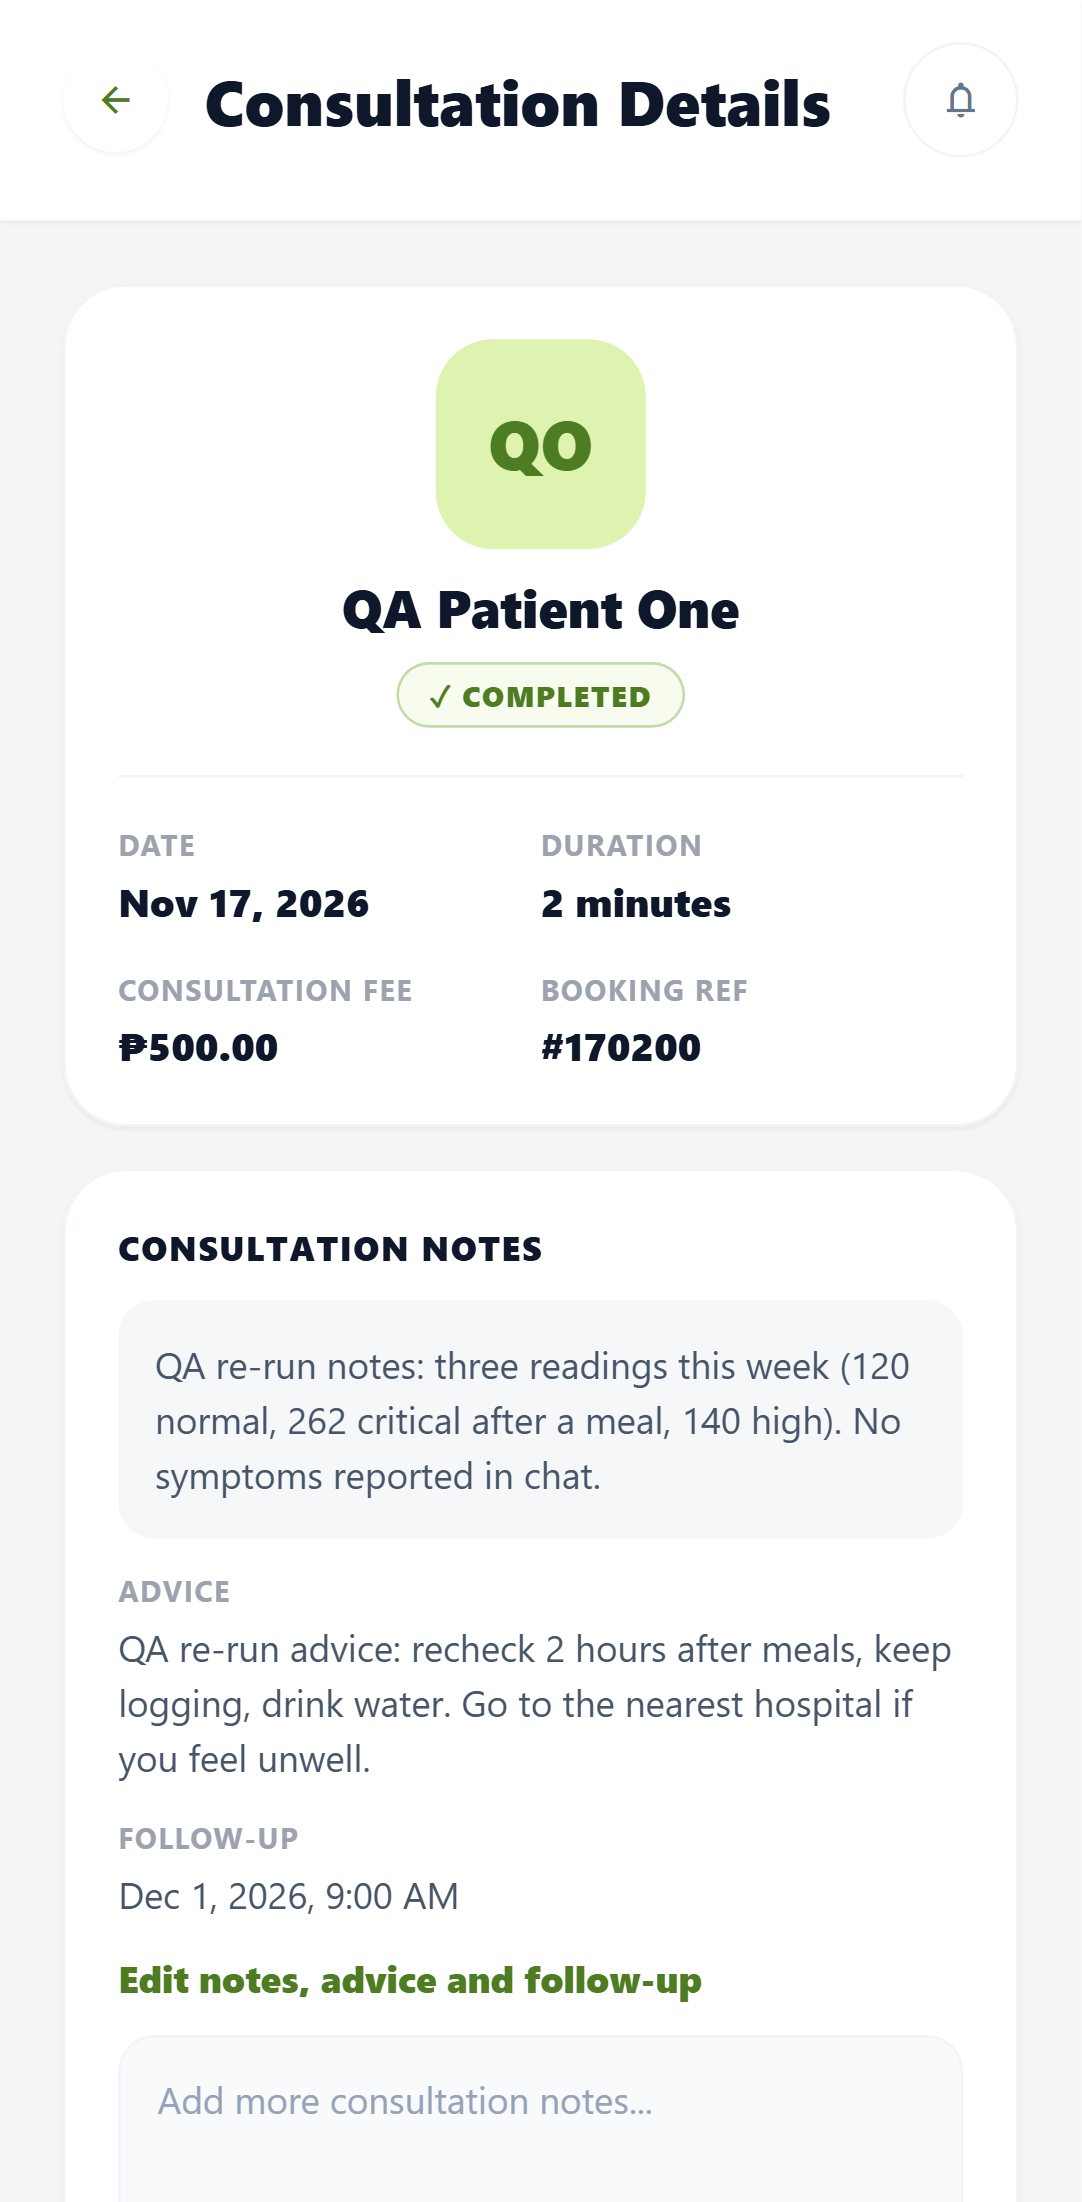 Consultation Details
QO
QA Patient One
✓ COMPLETED
DATE
DURATION
Nov 17, 2026
2 minutes
CONSULTATION FEE
BOOKING REF
₱500.00
#170200
CONSULTATION NOTES
QA re-run notes: three readings this week (120
normal, 262 critical after a meal, 140 high). No
symptoms reported in chat.
ADVICE
QA re-run advice: recheck 2 hours after meals, keep
logging, drink water. Go to the nearest hospital if
you feel unwell.
FOLLOW-UP
Dec 1, 2026, 9:00 AM
Edit notes, advice and follow-up
Add more consultation notes...